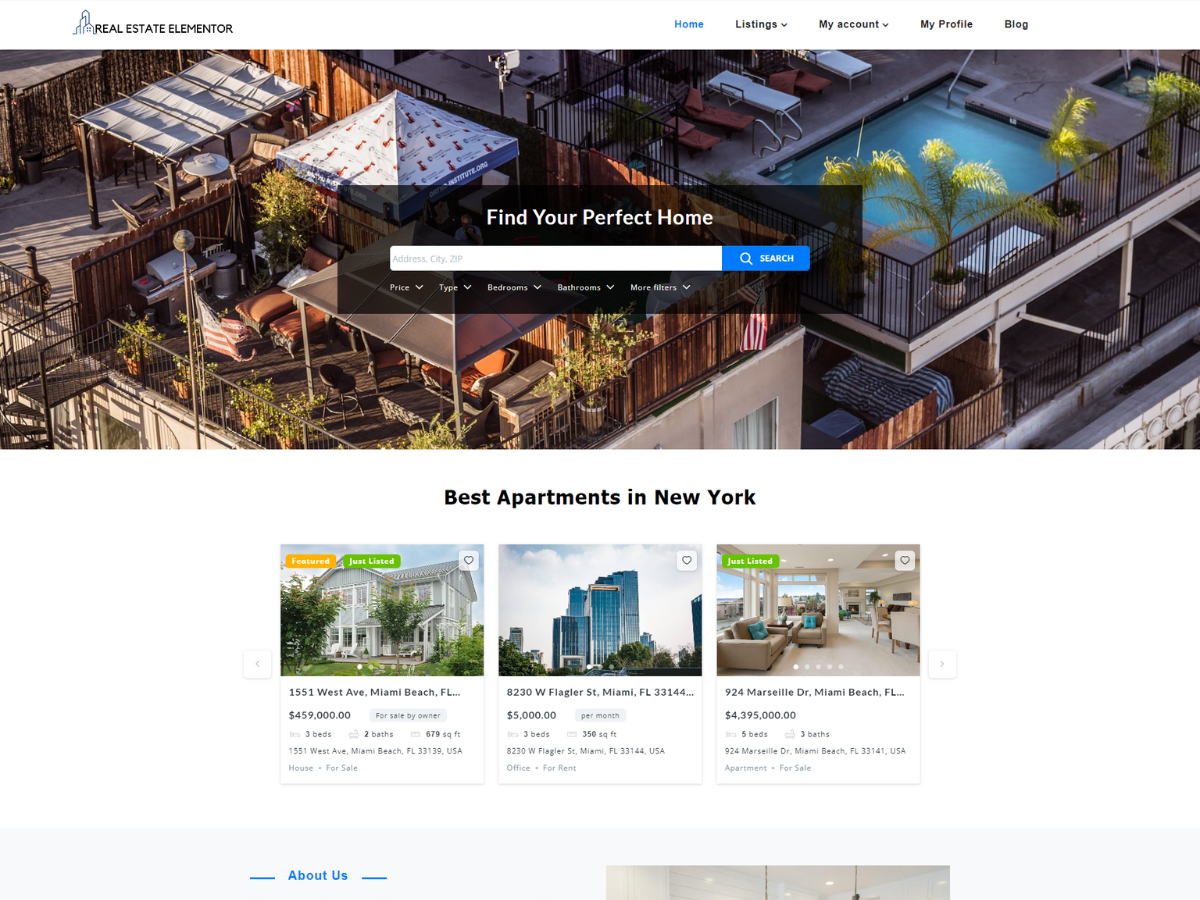 REAL ESTATE ELEMENTOR
Home Listings My account My Profile Blog
INSTITUTE.ORG
Find Your Perfect Home
Address, City, ZIP
SEARCH
Price Type Bedrooms Bathrooms More filters
Best Apartments in New York
Featured Just Listed
Just Listed
1551 West Ave, Miami Beach, FL...
$459,000.00 For sale by owner
3 beds 2 baths 679 sq ft
1551 West Ave, Miami Beach, FL 33139, USA
House • For Sale
8230 W Flagler St, Miami, FL 33144...
$5,000.00 per month
3 beds 350 sq ft
8230 W Flagler St, Miami, FL 33144, USA
Office • For Rent
924 Marseille Dr, Miami Beach, FL...
$4,395,000.00
5 beds 3 baths
924 Marseille Dr, Miami Beach, FL 33141, USA
Apartment • For Sale
About Us